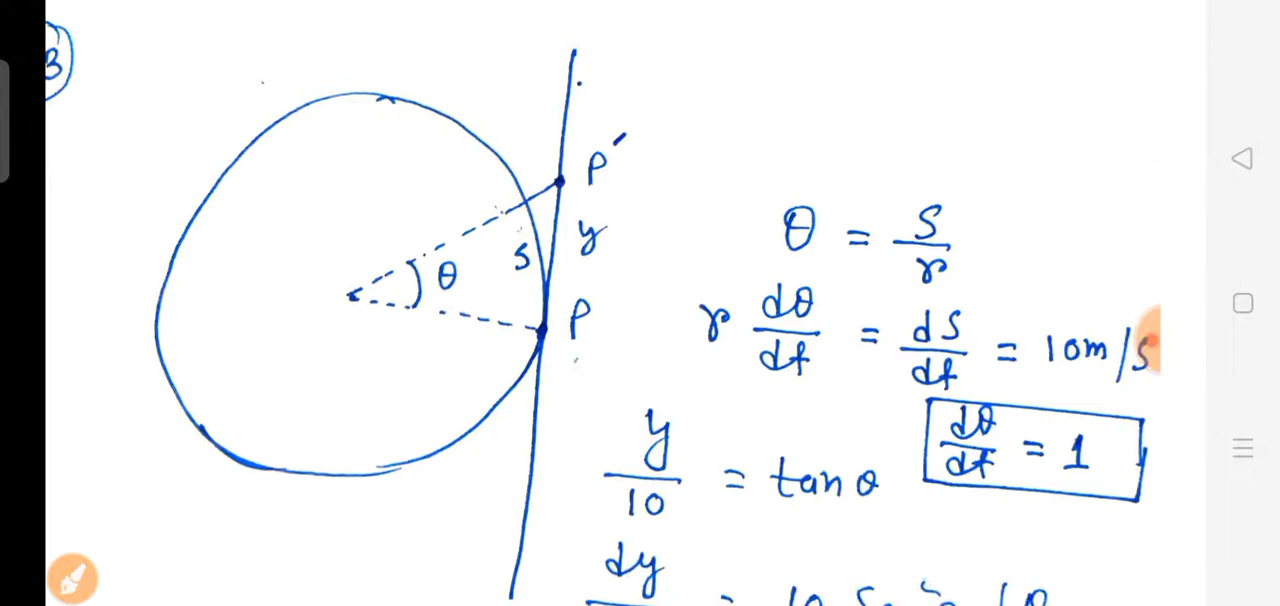 3
P'
y
s
θ
P
θ = S/r
r dθ/dt = dS/dt = 10m/s
dθ/dt = 1
y/10 = tan θ
dy